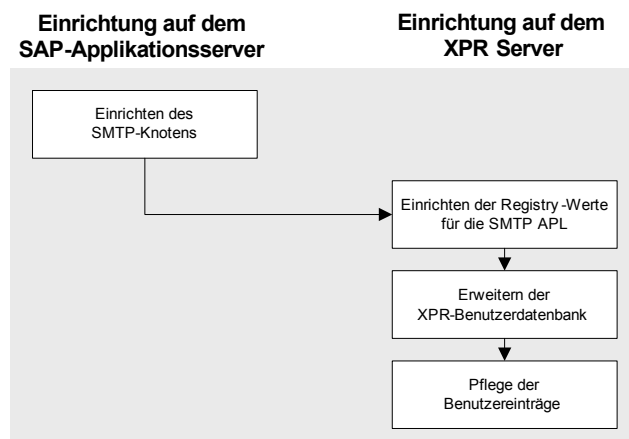 Einrichtung auf dem
SAP-Applikationsserver
Einrichtung auf dem
XPR Server
Einrichten des
SMTP-Knotens
Einrichten der Registry-Werte
für die SMTP APL
Erweitern der
XPR-Benutzerdatenbank
Pflege der
Benutzereinträge